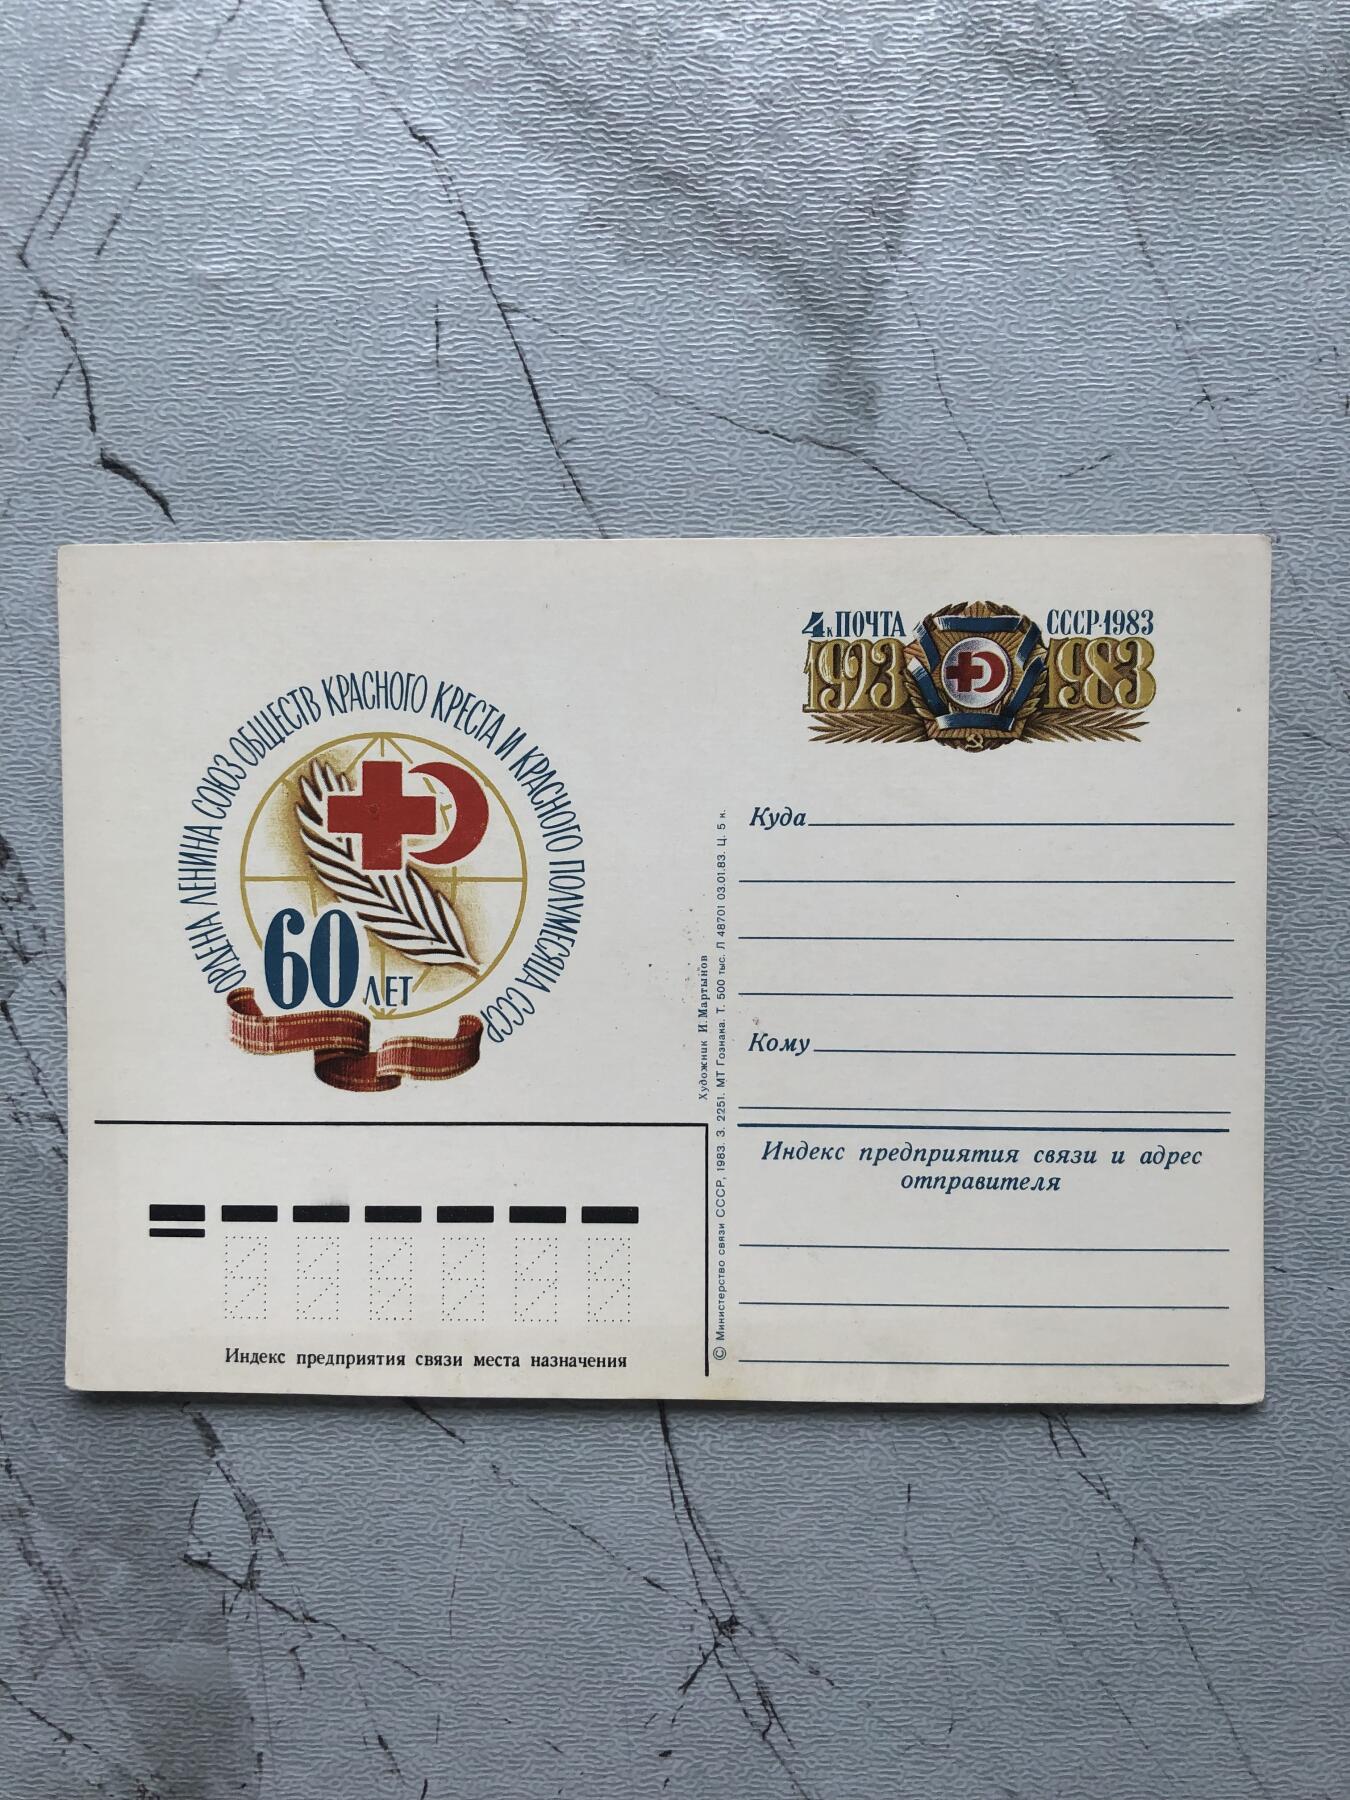 4к ПОЧТА СССР·1983
1923 1983
ОРДЕНА ЛЕНИНА СОЮЗ ОБЩЕСТВ КРАСНОГО КРЕСТА И КРАСНОГО ПОЛУМЕСЯЦА СССР
60 ЛЕТ
Куда
Кому
Индекс предприятия связи и адрес
отправителя
Художник И. Мартынов
© Министерство связи СССР, 1983. З. 2251. МТ Гознака. Т. 500 тыс. Л 48701 03.01.83. Ц. 5 к.
Индекс предприятия связи места назначения